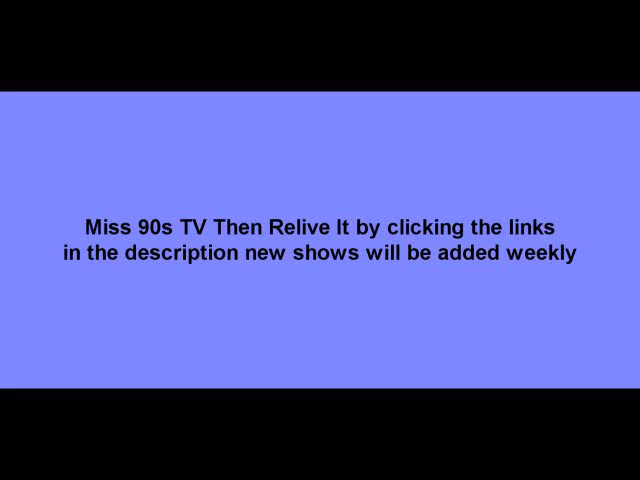 Miss 90s TV Then Relive It by clicking the links
in the description new shows will be added weekly